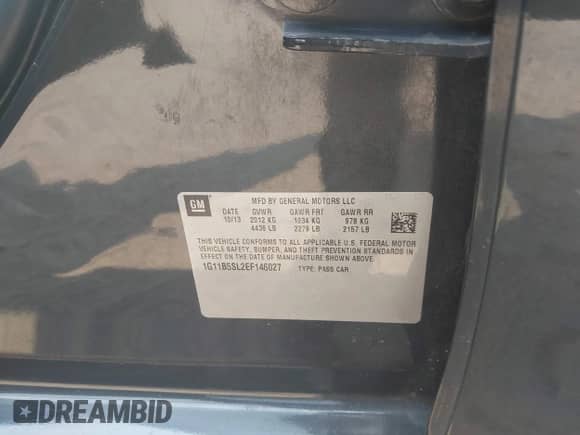 GM
MFD BY GENERAL MOTORS LLC
DATE GVWR GAWR FRT GAWR RR
10/13 2012 KG 1034 KG 978 KG
4436 LB 2279 LB 2157 LB
THIS VEHICLE CONFORMS TO ALL APPLICABLE U.S. FEDERAL MOTOR
VEHICLE SAFETY, BUMPER, AND THEFT PREVENTION STANDARDS IN
EFFECT ON THE DATE OF MANUFACTURE SHOWN ABOVE.
1G11B5SL2EF146027 TYPE: PASS CAR
DREAMBID